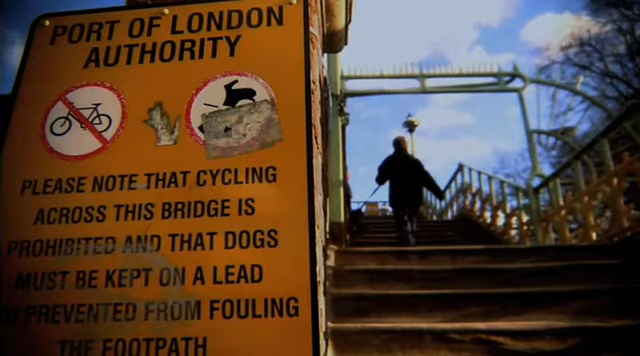 PORT OF LONDON
AUTHORITY
PLEASE NOTE THAT CYCLING
ACROSS THIS BRIDGE IS
PROHIBITED AND THAT DOGS
MUST BE KEPT ON A LEAD
PREVENTED FROM FOULING
THE FOOTPATH